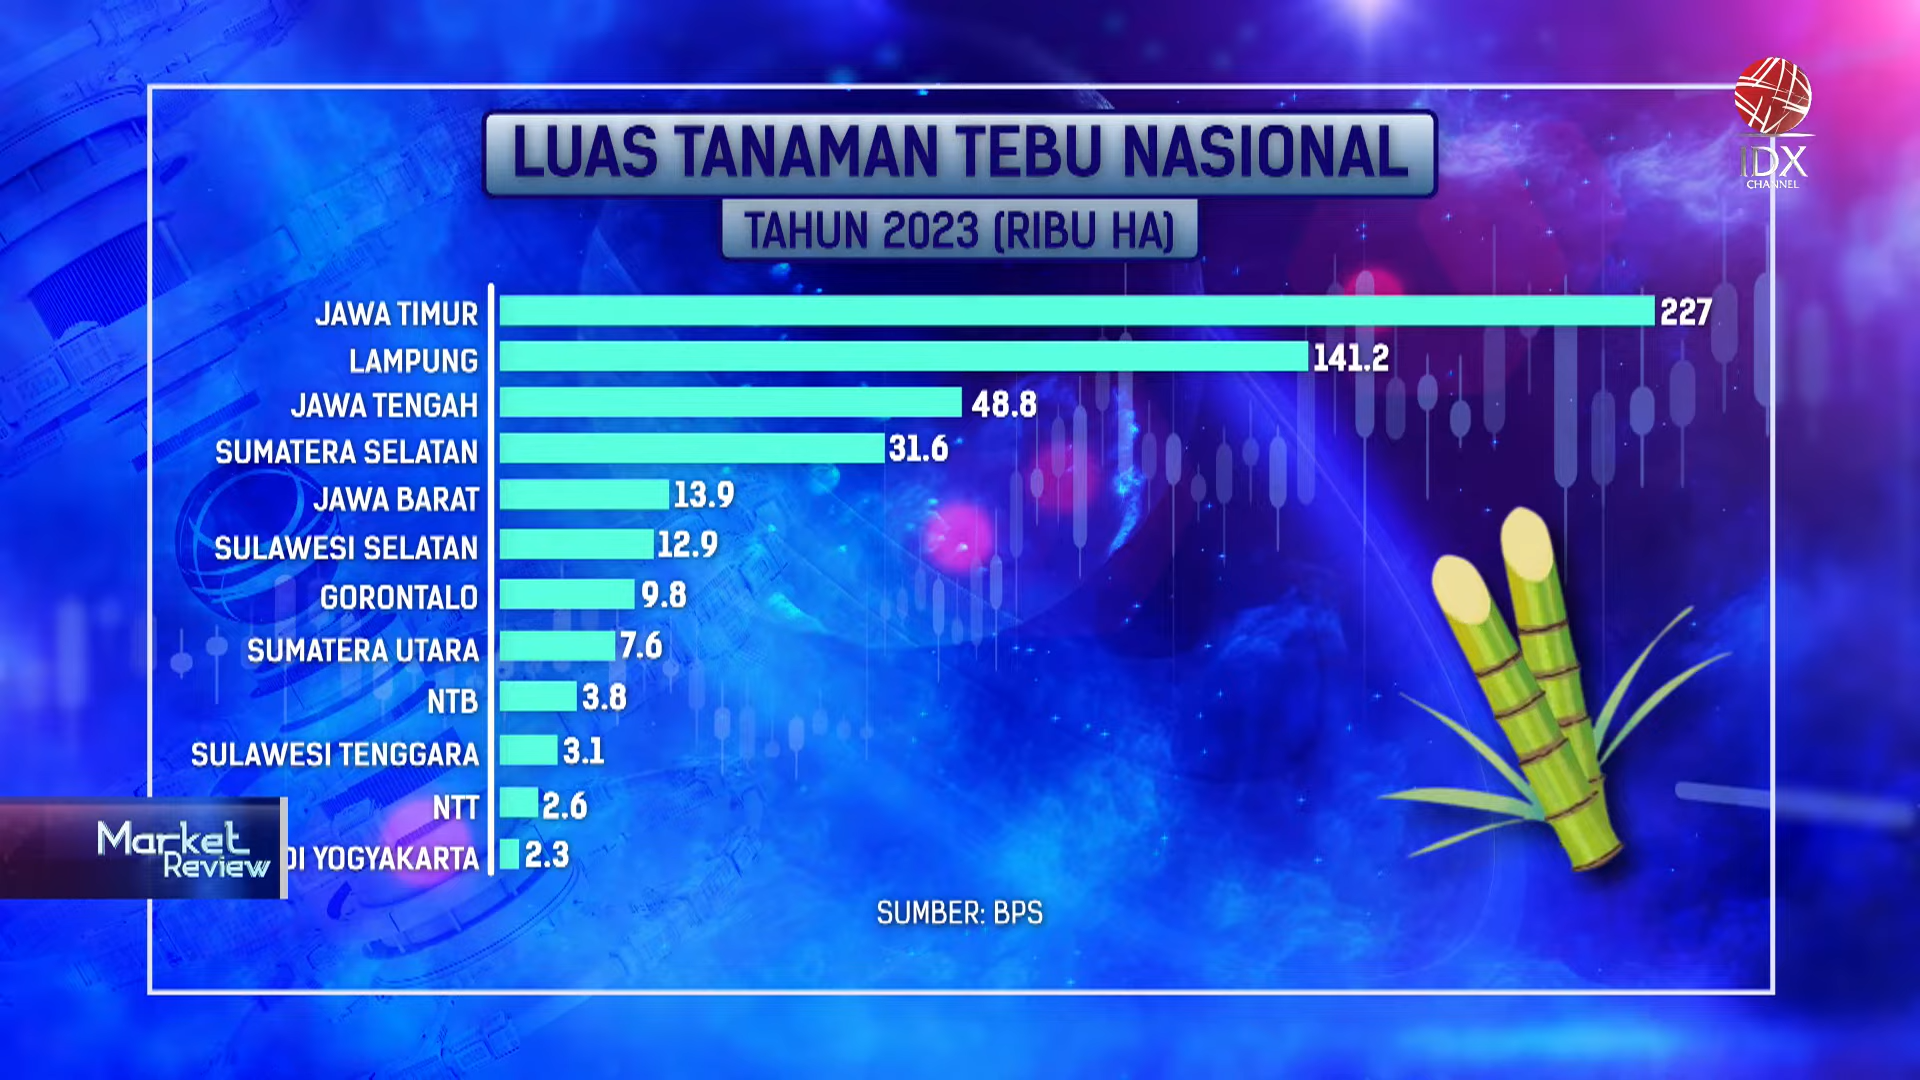 IDX
CHANNEL
LUAS TANAMAN TEBU NASIONAL
TAHUN 2023 (RIBU HA)
JAWA TIMUR 227
LAMPUNG 141.2
JAWA TENGAH 48.8
SUMATERA SELATAN 31.6
JAWA BARAT 13.9
SULAWESI SELATAN 12.9
GORONTALO 9.8
SUMATERA UTARA 7.6
NTB 3.8
SULAWESI TENGGARA 3.1
NTT 2.6
DI YOGYAKARTA 2.3
Market
Review
SUMBER: BPS